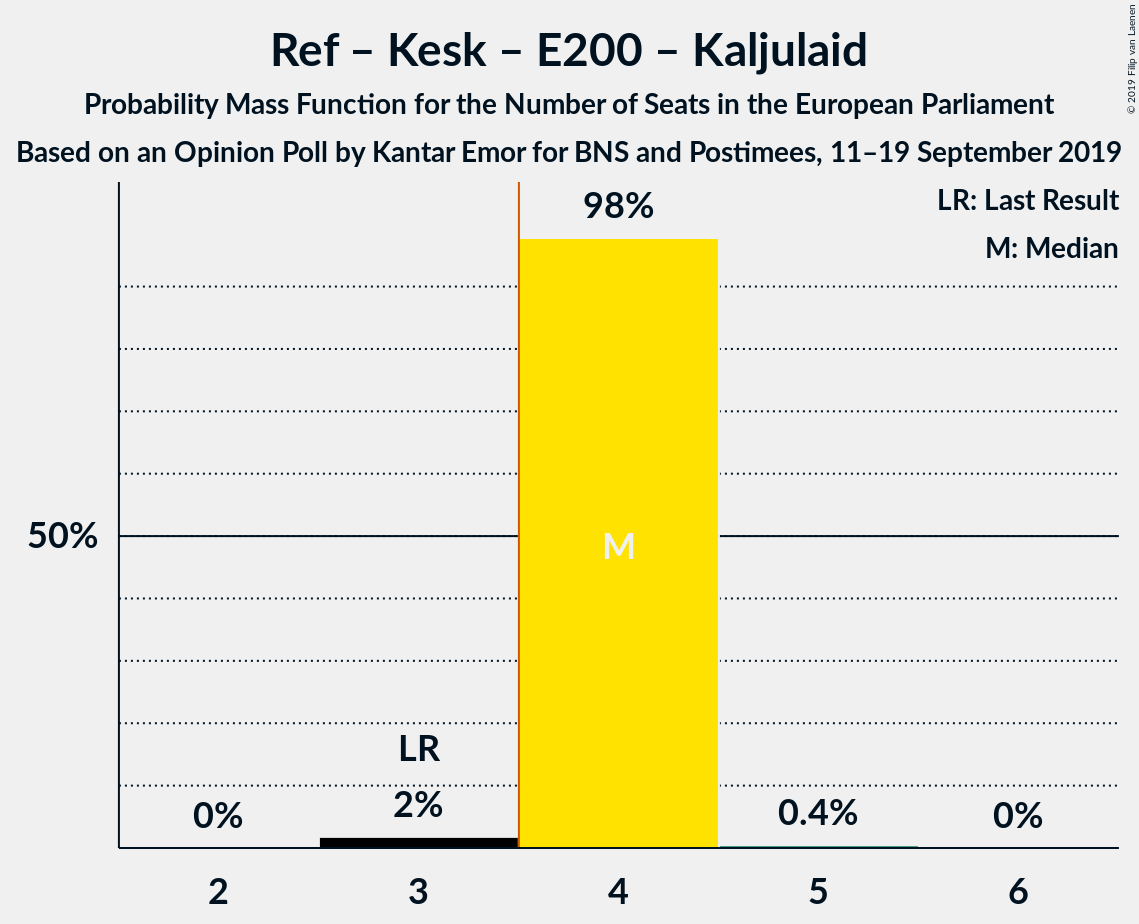 Ref – Kesk – E200 – Kaljulaid
Probability Mass Function for the Number of Seats in the European Parliament
Based on an Opinion Poll by Kantar Emor for BNS and Postimees, 11–19 September 2019
© 2019 Filip van Laenen
LR: Last Result
M: Median
98%
50%
M
LR
0%
2%
0.4%
0%
2
3
4
5
6